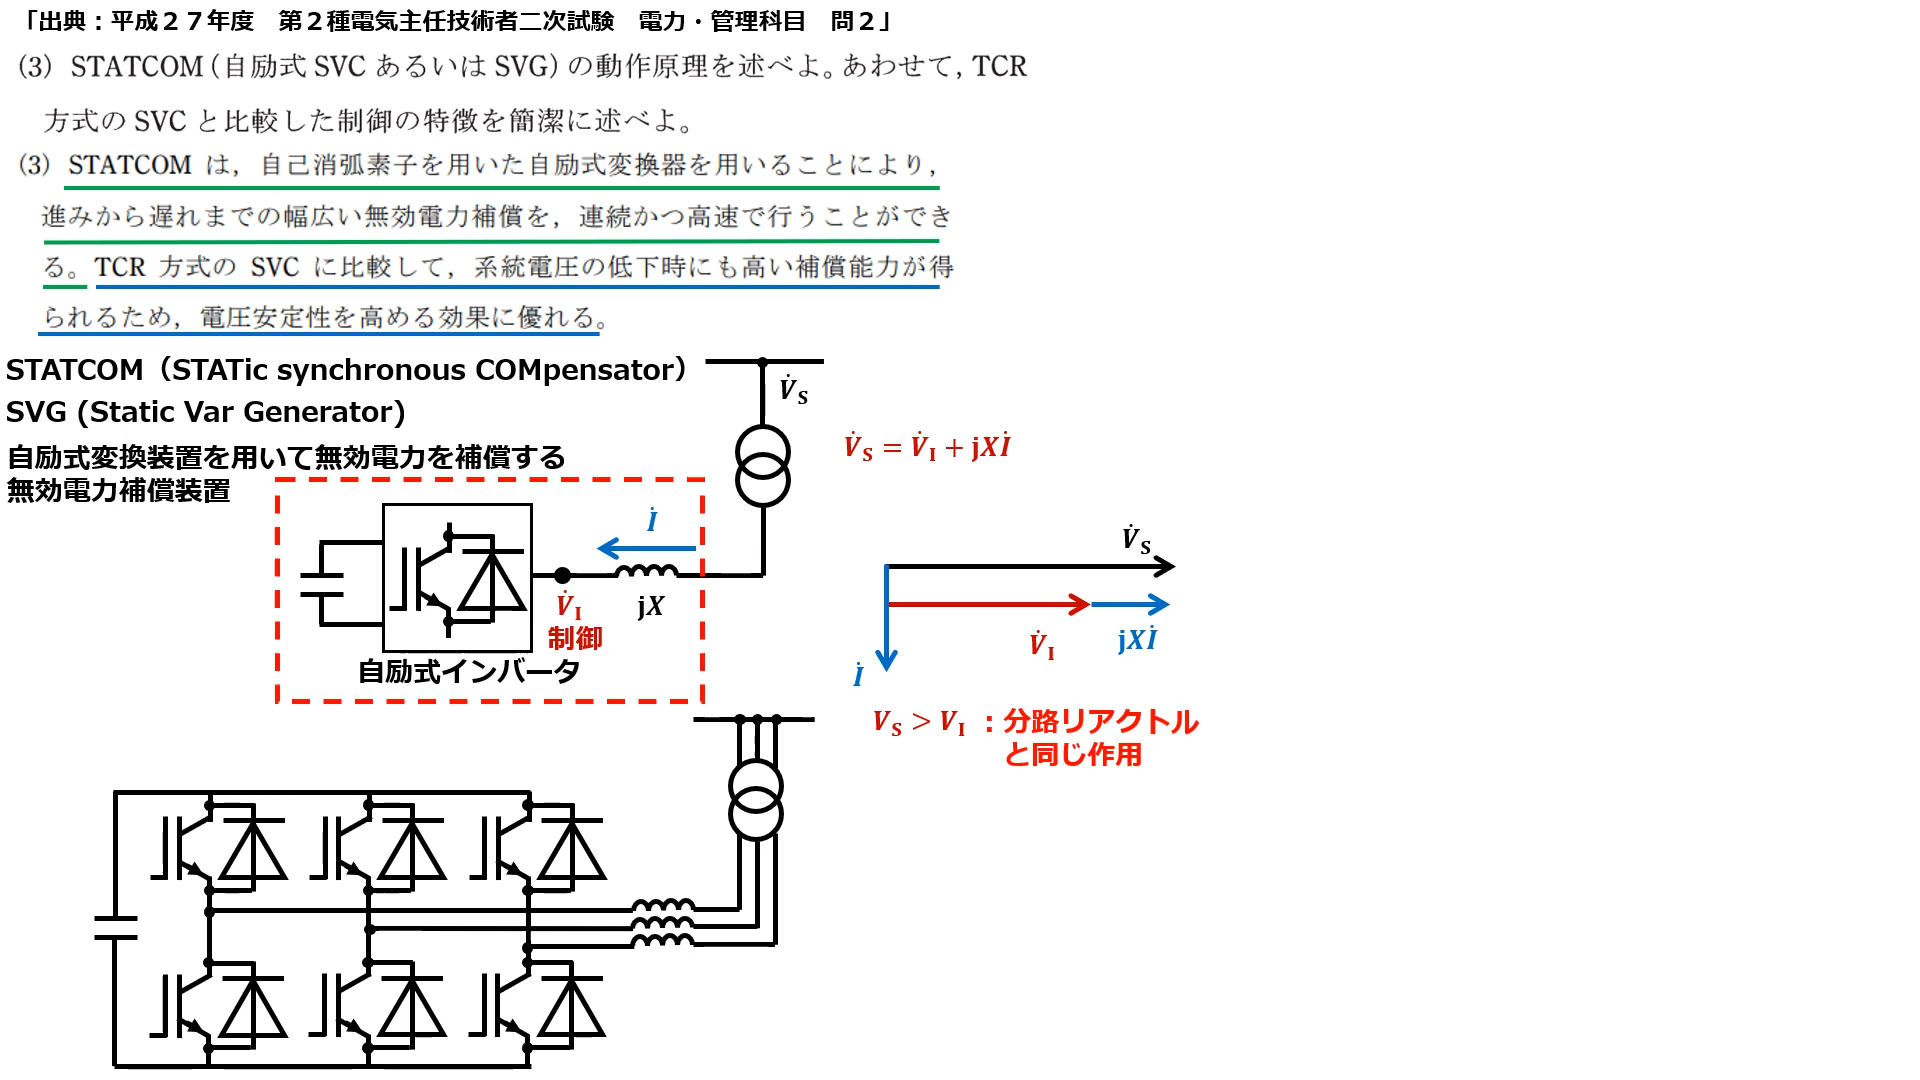 「出典：平成２７年度　第２種電気主任技術者二次試験　電力・管理科目　問２」
(3) STATCOM（自励式 SVC あるいは SVG）の動作原理を述べよ。あわせて，TCR
方式の SVC と比較した制御の特徴を簡潔に述べよ。
(3) STATCOM は，自己消弧素子を用いた自励式変換器を用いることにより，
進みから遅れまでの幅広い無効電力補償を，連続かつ高速で行うことができ
る。TCR 方式の SVC に比較して，系統電圧の低下時にも高い補償能力が得
られるため，電圧安定性を高める効果に優れる。
STATCOM（STATic synchronous COMpensator）
SVG (Static Var Generator)
自励式変換装置を用いて無効電力を補償する
無効電力補償装置
V̇S
V̇S = V̇I + jXİ
İ
V̇I
jX
制御
自励式インバータ
V̇S
V̇I
jXİ
İ
VS > VI ：分路リアクトル
と同じ作用